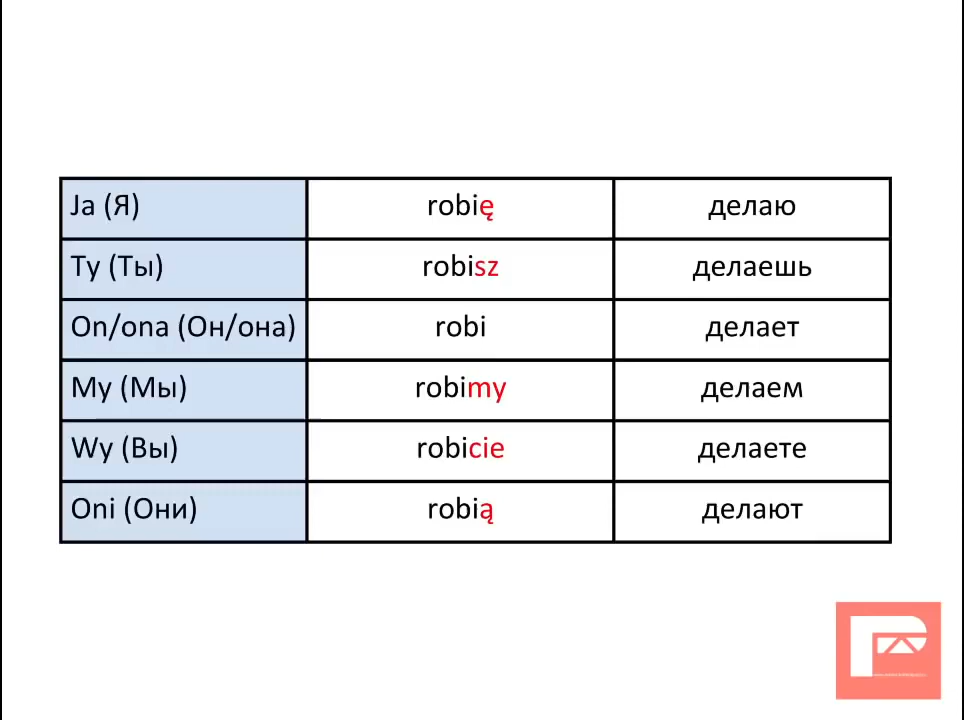 Ja (Я) robię делаю
Ty (Ты) robisz делаешь
On/ona (Он/она) robi делает
My (Мы) robimy делаем
Wy (Вы) robicie делаете
Oni (Они) robią делают